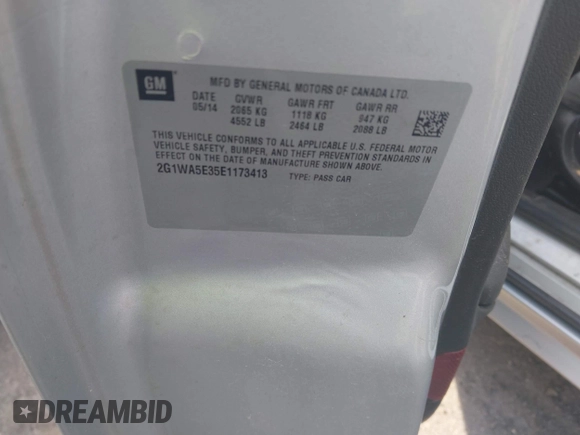 GM
MFD BY GENERAL MOTORS OF CANADA LTD.
DATE GVWR GAWR FRT GAWR RR
05/14 2065 KG 1118 KG 947 KG
4552 LB 2464 LB 2088 LB
THIS VEHICLE CONFORMS TO ALL APPLICABLE U.S. FEDERAL MOTOR
VEHICLE SAFETY, BUMPER, AND THEFT PREVENTION STANDARDS IN
EFFECT ON THE DATE OF MANUFACTURE SHOWN ABOVE.
2G1WA5E35E1173413 TYPE: PASS CAR
DREAMBID